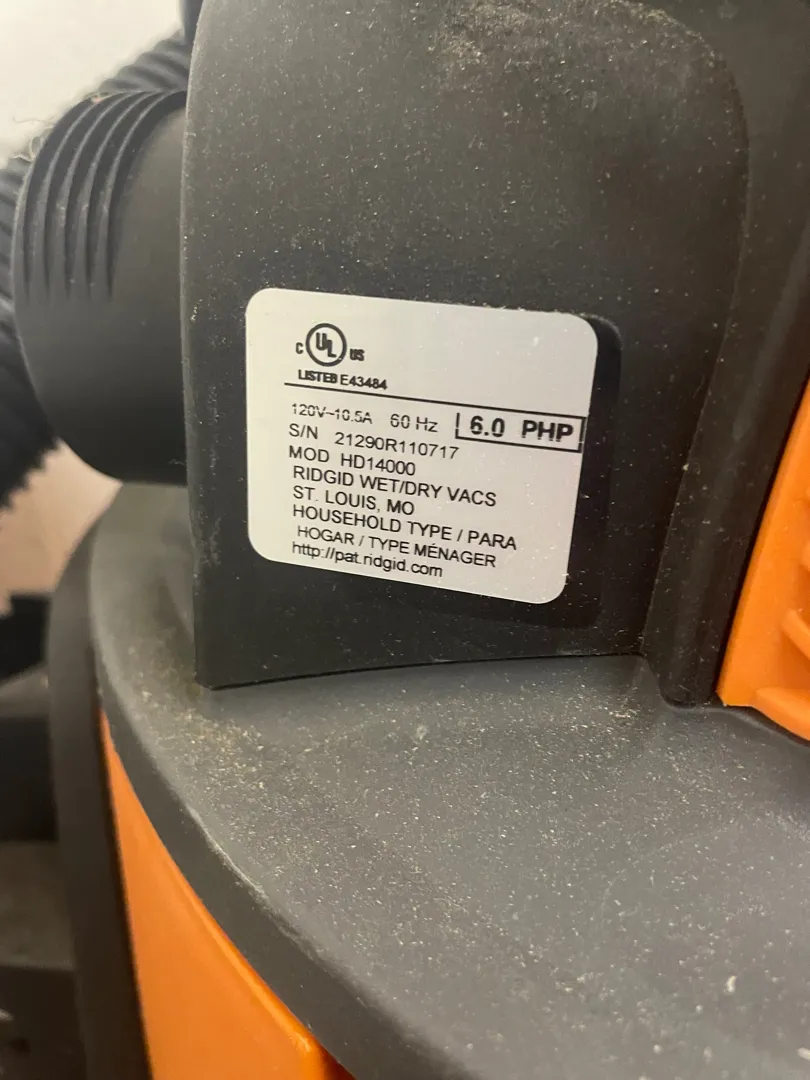 C UL US
LISTED E43484
120V~10.5A 60 Hz 6.0 PHP
S/N 21290R110717
MOD HD14000
RIDGID WET/DRY VACS
ST. LOUIS, MO
HOUSEHOLD TYPE / PARA
HOGAR / TYPE MÉNAGER
http://pat.ridgid.com